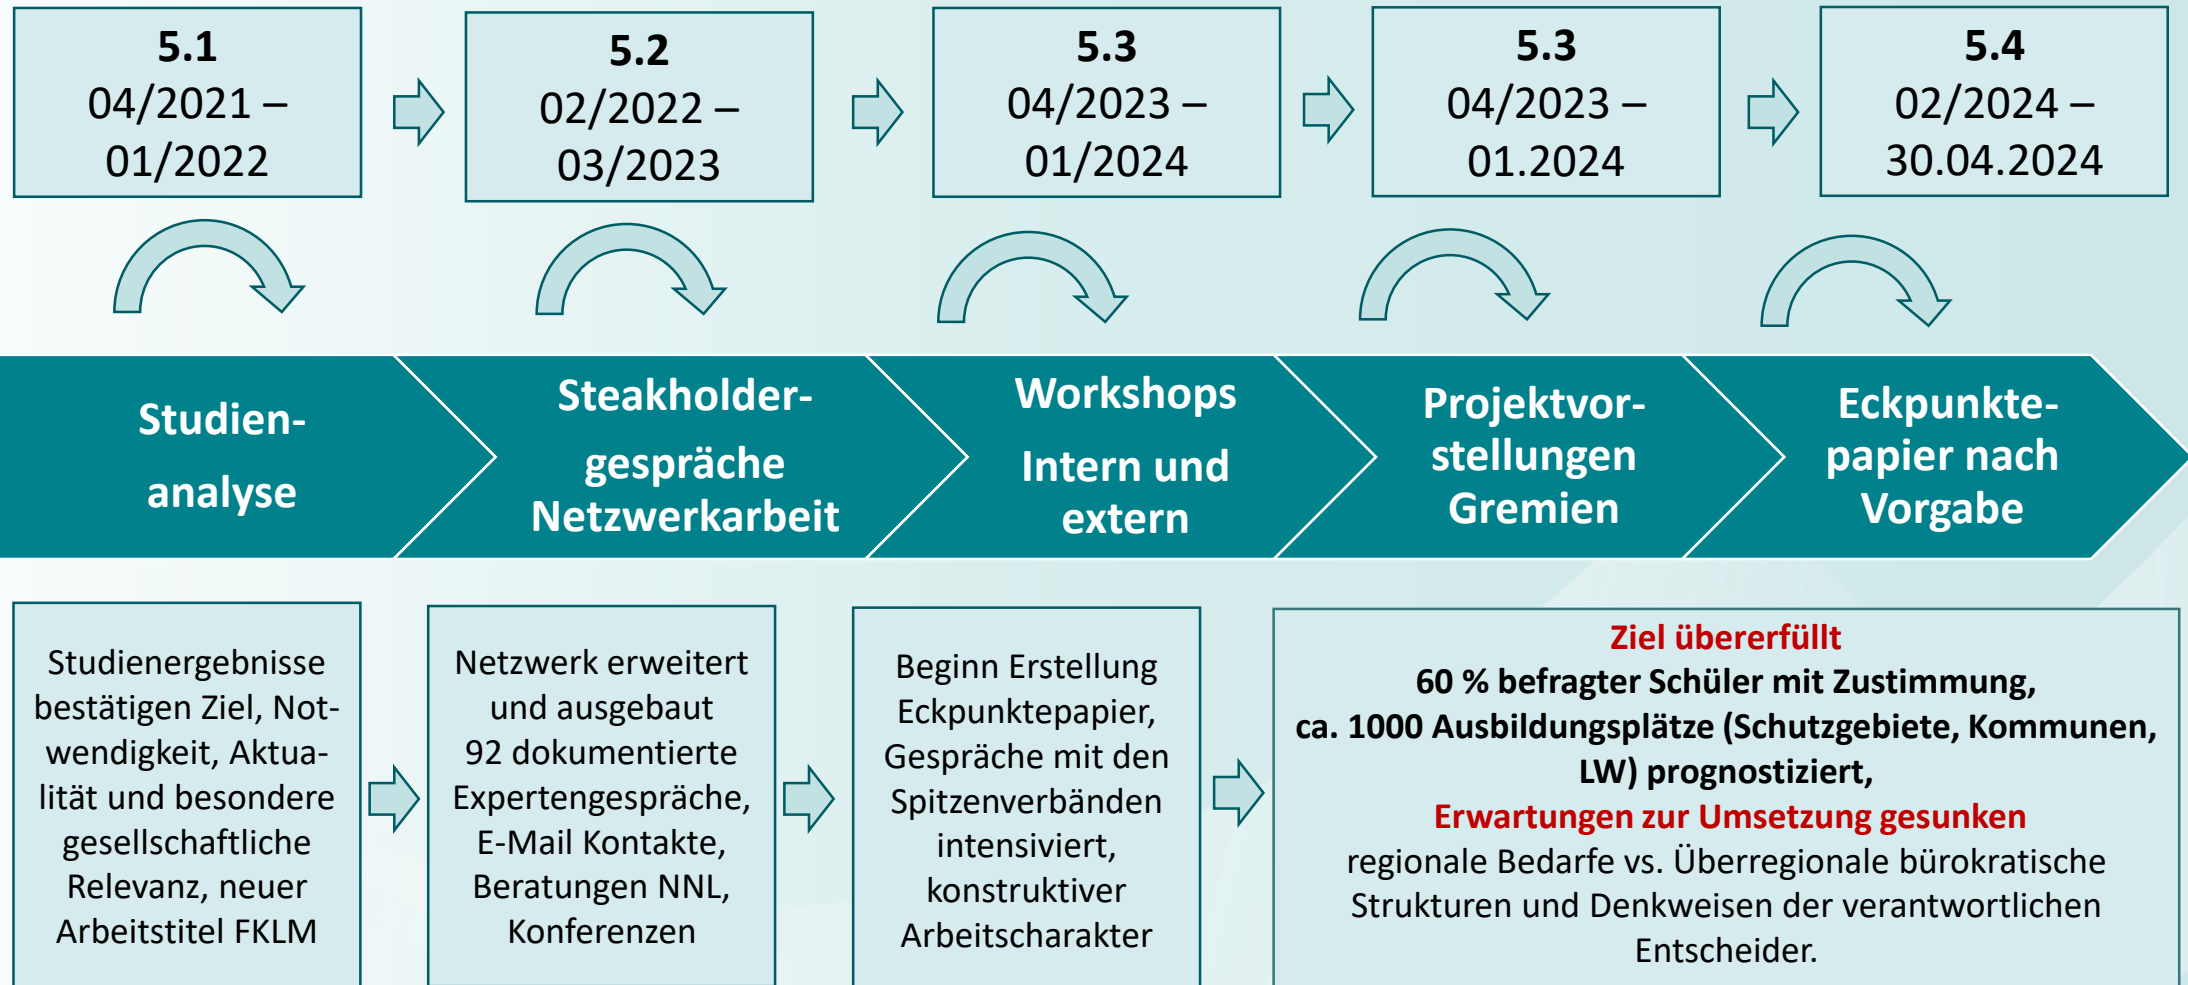 5.1
04/2021 –
01/2022
5.2
02/2022 –
03/2023
5.3
04/2023 –
01/2024
5.3
04/2023 –
01.2024
5.4
02/2024 –
30.04.2024
Studien-
analyse
Steakholder-
gespräche
Netzwerkarbeit
Workshops
Intern und
extern
Projektvor-
stellungen
Gremien
Eckpunkte-
papier nach
Vorgabe
Studienergebnisse
bestätigen Ziel, Not-
wendigkeit, Aktua-
lität und besondere
gesellschaftliche
Relevanz, neuer
Arbeitstitel FKLM
Netzwerk erweitert
und ausgebaut
92 dokumentierte
Expertengespräche,
E-Mail Kontakte,
Beratungen NNL,
Konferenzen
Beginn Erstellung
Eckpunktepapier,
Gespräche mit den
Spitzenverbänden
intensiviert,
konstruktiver
Arbeitscharakter
Ziel übererfüllt
60 % befragter Schüler mit Zustimmung,
ca. 1000 Ausbildungsplätze (Schutzgebiete, Kommunen,
LW) prognostiziert,
Erwartungen zur Umsetzung gesunken
regionale Bedarfe vs. Überregionale bürokratische
Strukturen und Denkweisen der verantwortlichen
Entscheider.